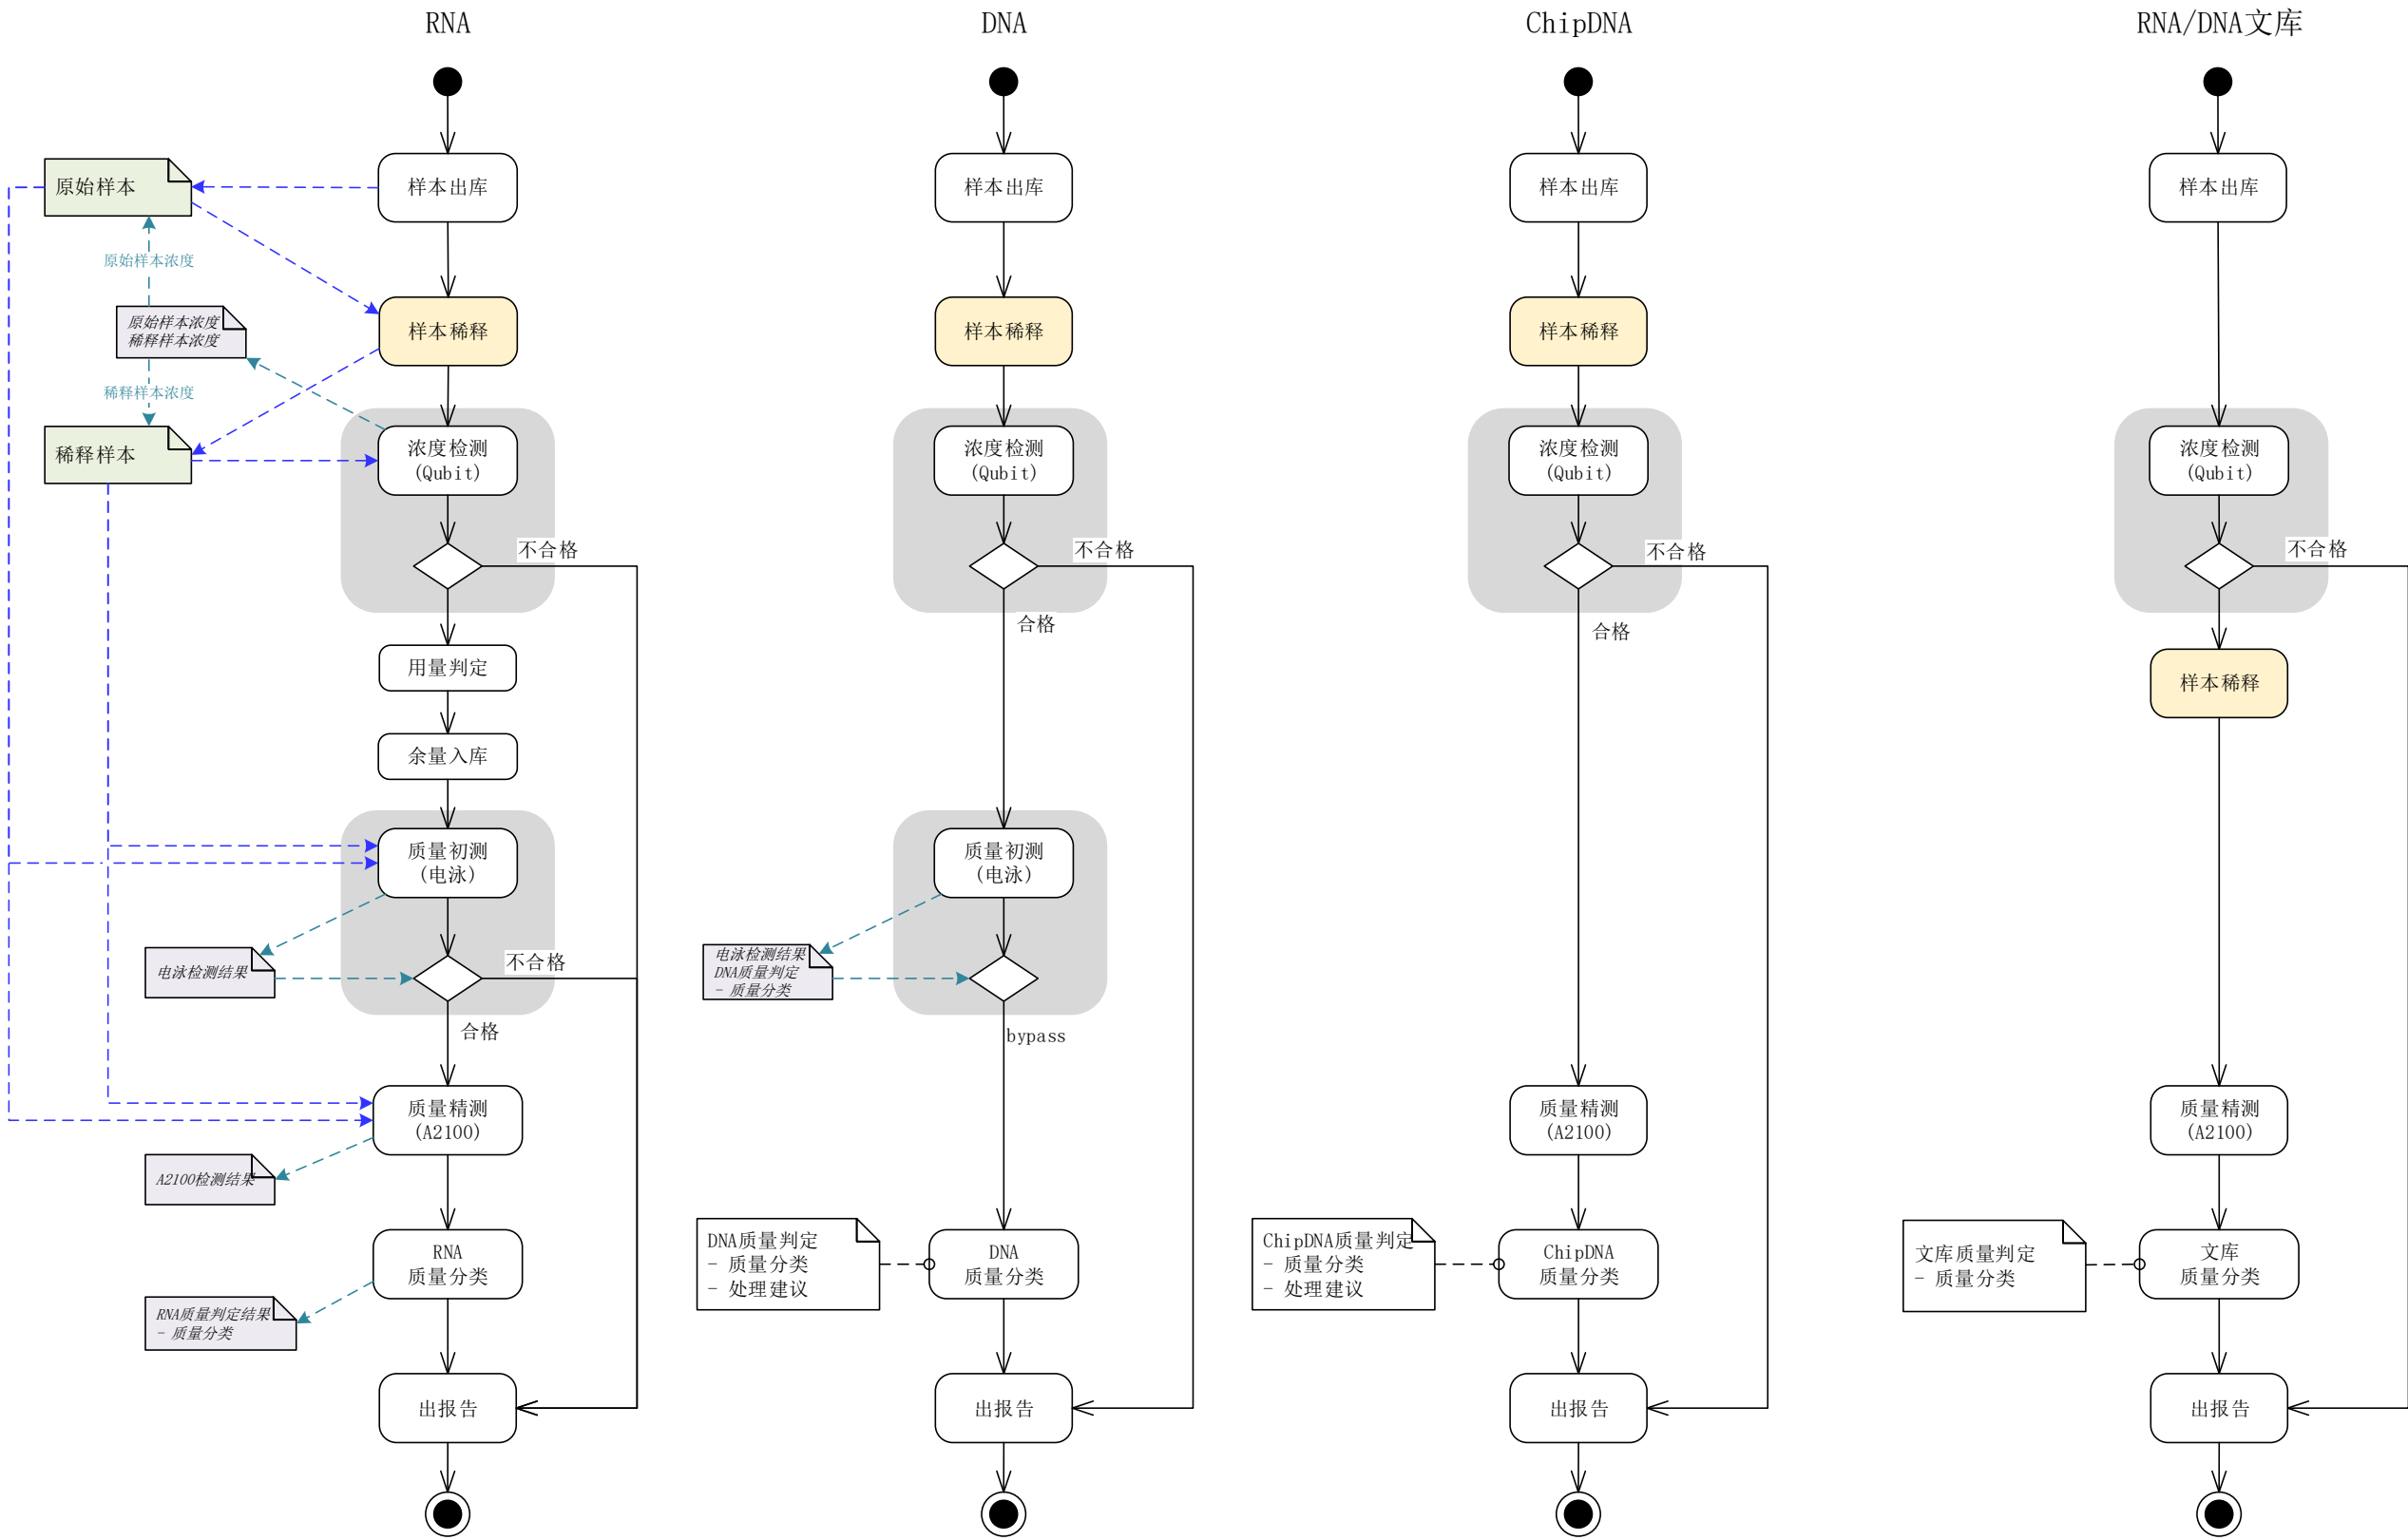 RNA
DNA
ChipDNA
RNA/DNA文库
原始样本
样本出库
样本出库
样本出库
样本出库
原始样本浓度
原始样本浓度
稀释样本浓度
样本稀释
样本稀释
样本稀释
稀释样本浓度
稀释样本
浓度检测
(Qubit)
浓度检测
(Qubit)
浓度检测
(Qubit)
浓度检测
(Qubit)
不合格
不合格
不合格
不合格
合格
合格
用量判定
样本稀释
余量入库
质量初测
(电泳)
质量初测
(电泳)
电泳检测结果
不合格
电泳检测结果
DNA质量判定
- 质量分类
合格
bypass
质量精测
(A2100)
质量精测
(A2100)
质量精测
(A2100)
A2100检测结果
RNA
质量分类
DNA质量判定
- 质量分类
- 处理建议
DNA
质量分类
ChipDNA质量判定
- 质量分类
- 处理建议
ChipDNA
质量分类
文库质量判定
- 质量分类
文库
质量分类
RNA质量判定结果
- 质量分类
出报告
出报告
出报告
出报告